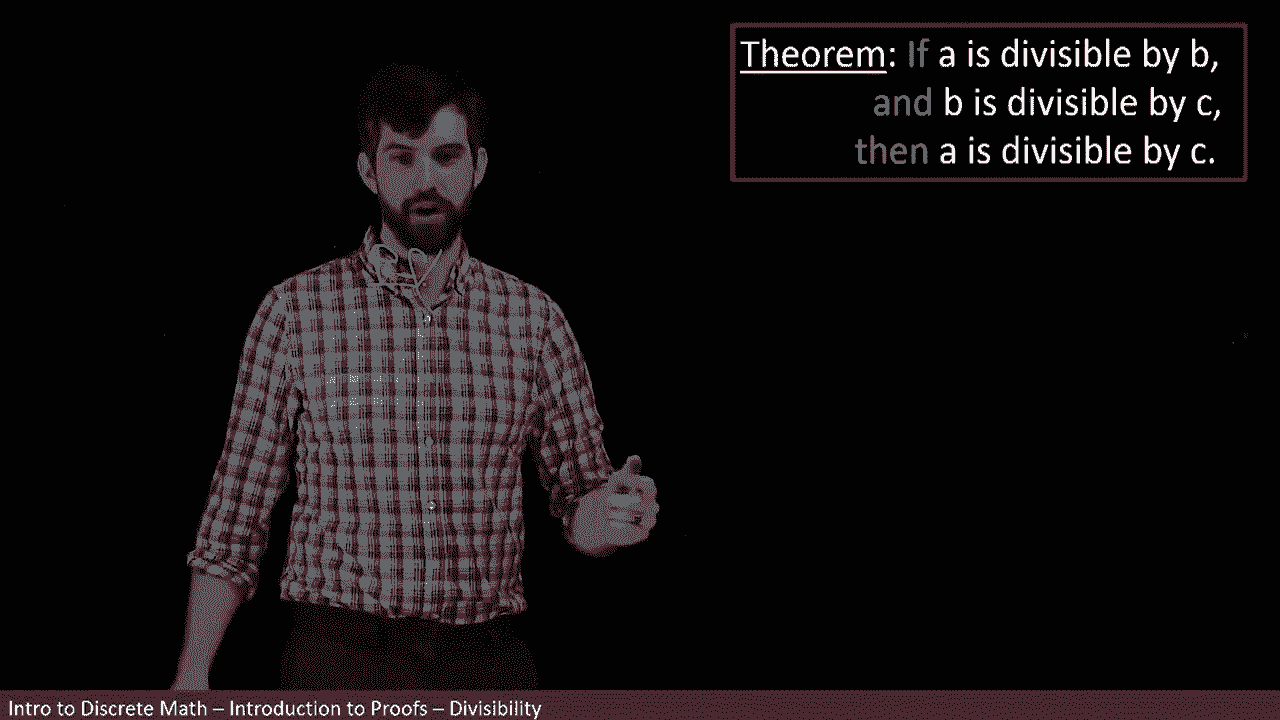 Theorem: If a is divisible by b,
and b is divisible by c,
then a is divisible by c.
Intro to Discrete Math – Introduction to Proofs – Divisibility